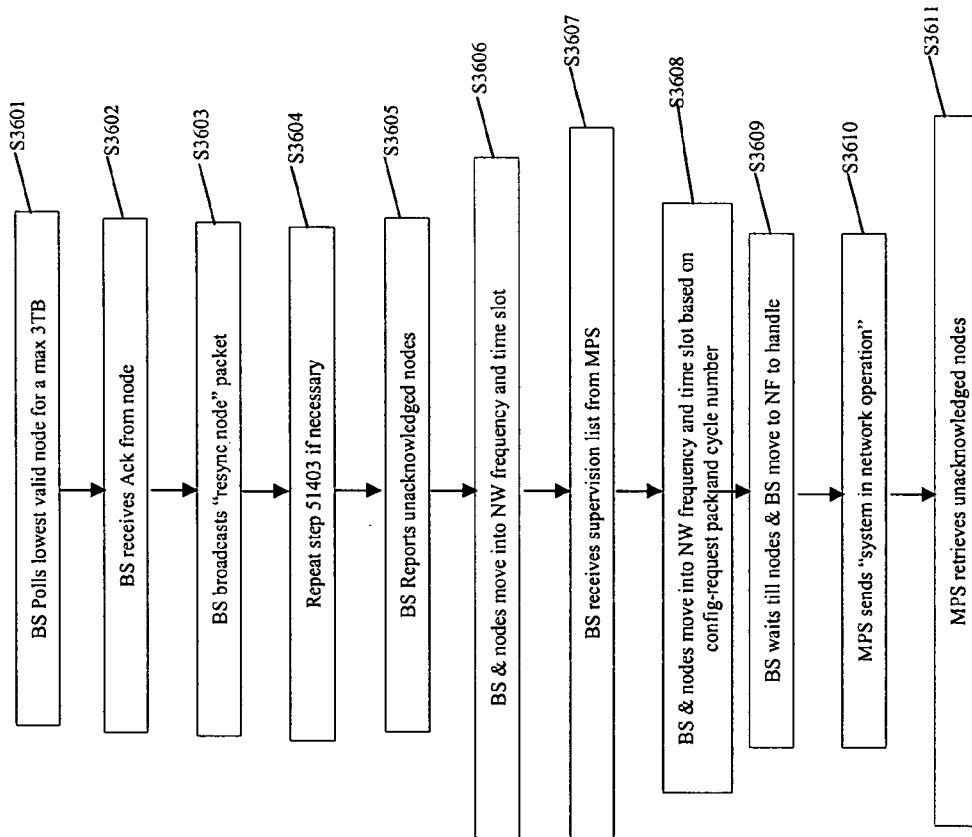 S3601
BS Polls lowest valid node for a max 3TB
S3602
BS receives Ack from node
S3603
BS broadcasts “resync node” packet
S3604
Repeat step 51403 if necessary
S3605
BS Reports unacknowledged nodes
S3606
BS & nodes move into NW frequency and time slot
S3607
BS receives supervision list from MPS
S3608
BS & nodes move into NW frequency and time slot based on
config-request pack and cycle number
S3609
BS waits till nodes & BS move to NF to handle
S3610
MPS sends “system in network operation”
S3611
MPS retrieves unacknowledged nodes